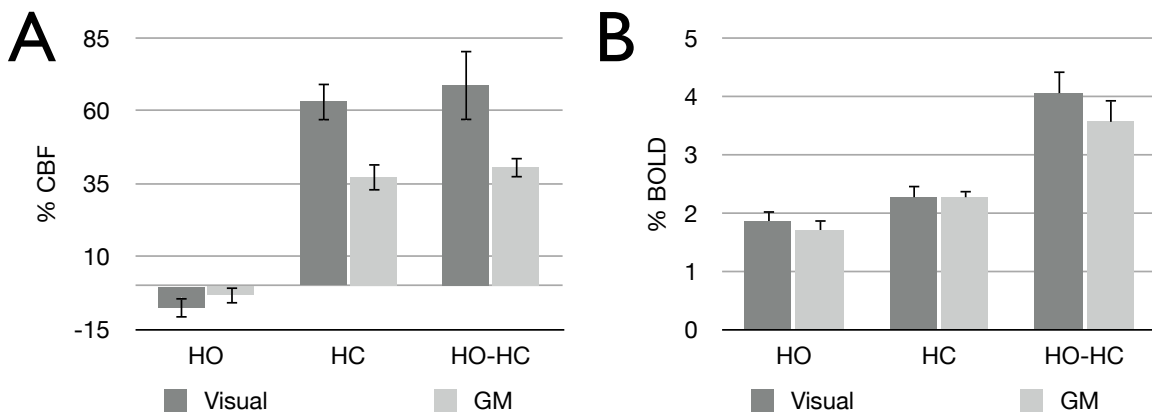 A
% CBF
85
60
35
10
-15
HO HC HO-HC
Visual GM
B
% BOLD
5
4
3
2
1
0
HO HC HO-HC
Visual GM